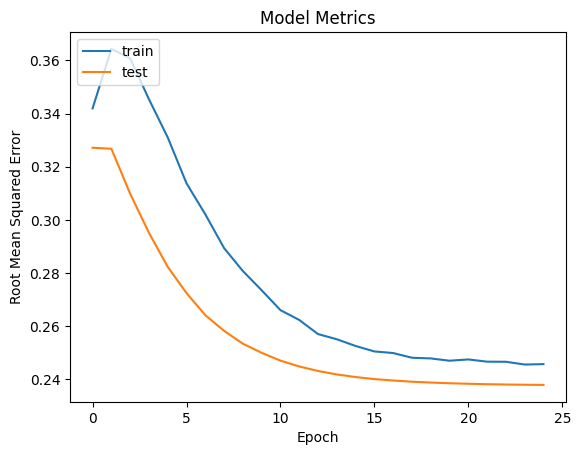 Model Metrics
train
test
Root Mean Squared Error
0.36
0.34
0.32
0.30
0.28
0.26
0.24
0
5
10
15
20
25
Epoch